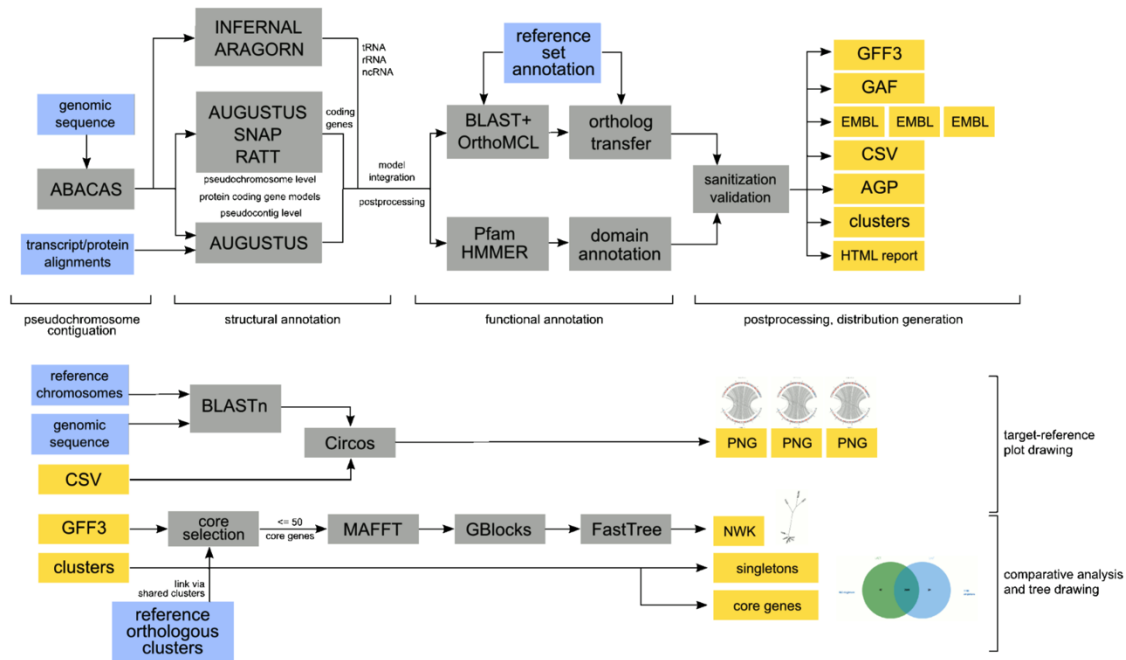 INFERNAL
ARAGORN
tRNA
rRNA
ncRNA
reference
set
annotation
GFF3
GAF
EMBL EMBL EMBL
CSV
AGP
clusters
HTML report
genomic
sequence
ABACAS
AUGUSTUS
SNAP
RATT
coding
genes
pseudochromosome level
protein coding gene models
pseudocontig level
AUGUSTUS
transcript/protein
alignments
model
integration
postprocessing
BLAST+
OrthoMCL
ortholog
transfer
Pfam
HMMER
domain
annotation
sanitization
validation
pseudochromosome
contiguation
structural annotation
functional annotation
postprocessing, distribution generation
reference
chromosomes
genomic
sequence
CSV
BLASTn
Circos
PNG PNG PNG
target-reference
plot drawing
GFF3
clusters
core
selection
<= 50
core genes
MAFFT
GBlocks
FastTree
NWK
singletons
core genes
link via
shared clusters
reference
orthologous
clusters
comparative analysis
and tree drawing